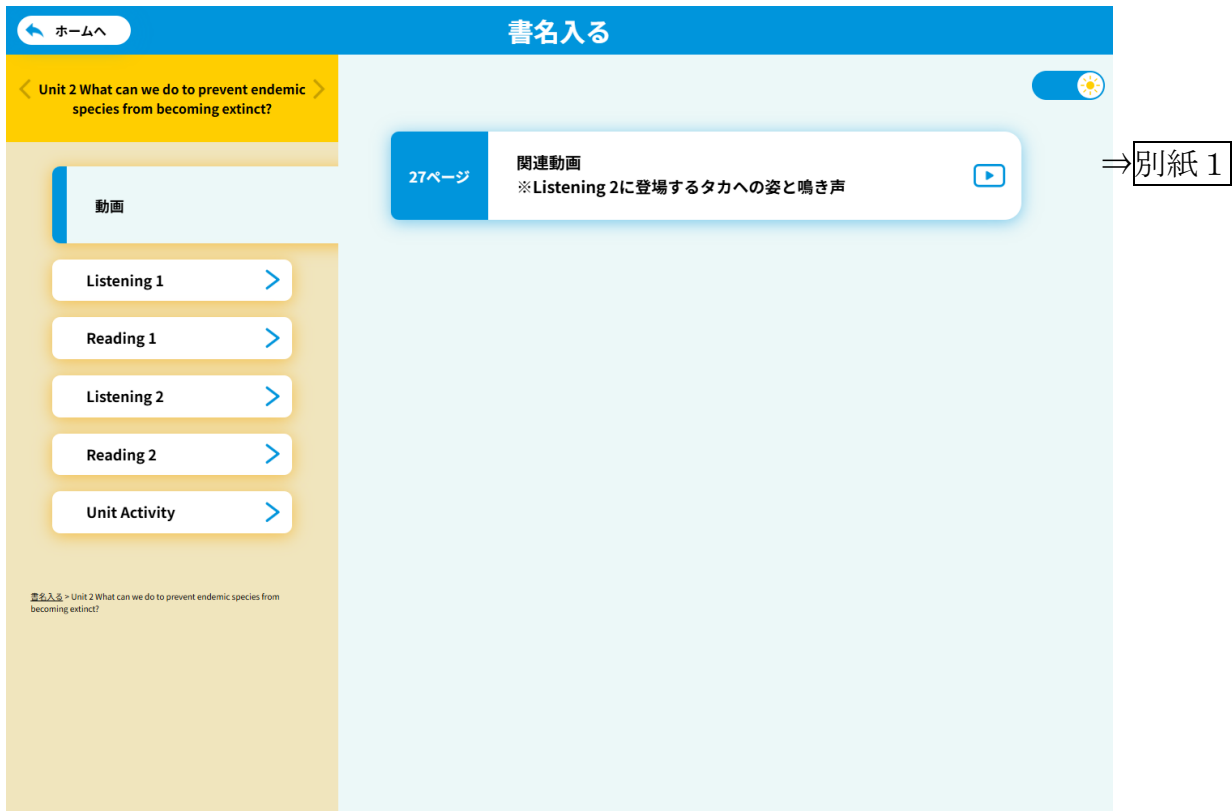 ホームへ
書名入る
Unit 2 What can we do to prevent endemic
species from becoming extinct?
動画
Listening 1
Reading 1
Listening 2
Reading 2
Unit Activity
書名入る > Unit 2 What can we do to prevent endemic species from
becoming extinct?
27ページ
関連動画
※Listening 2に登場するタカへの姿と鳴き声
⇒別紙1